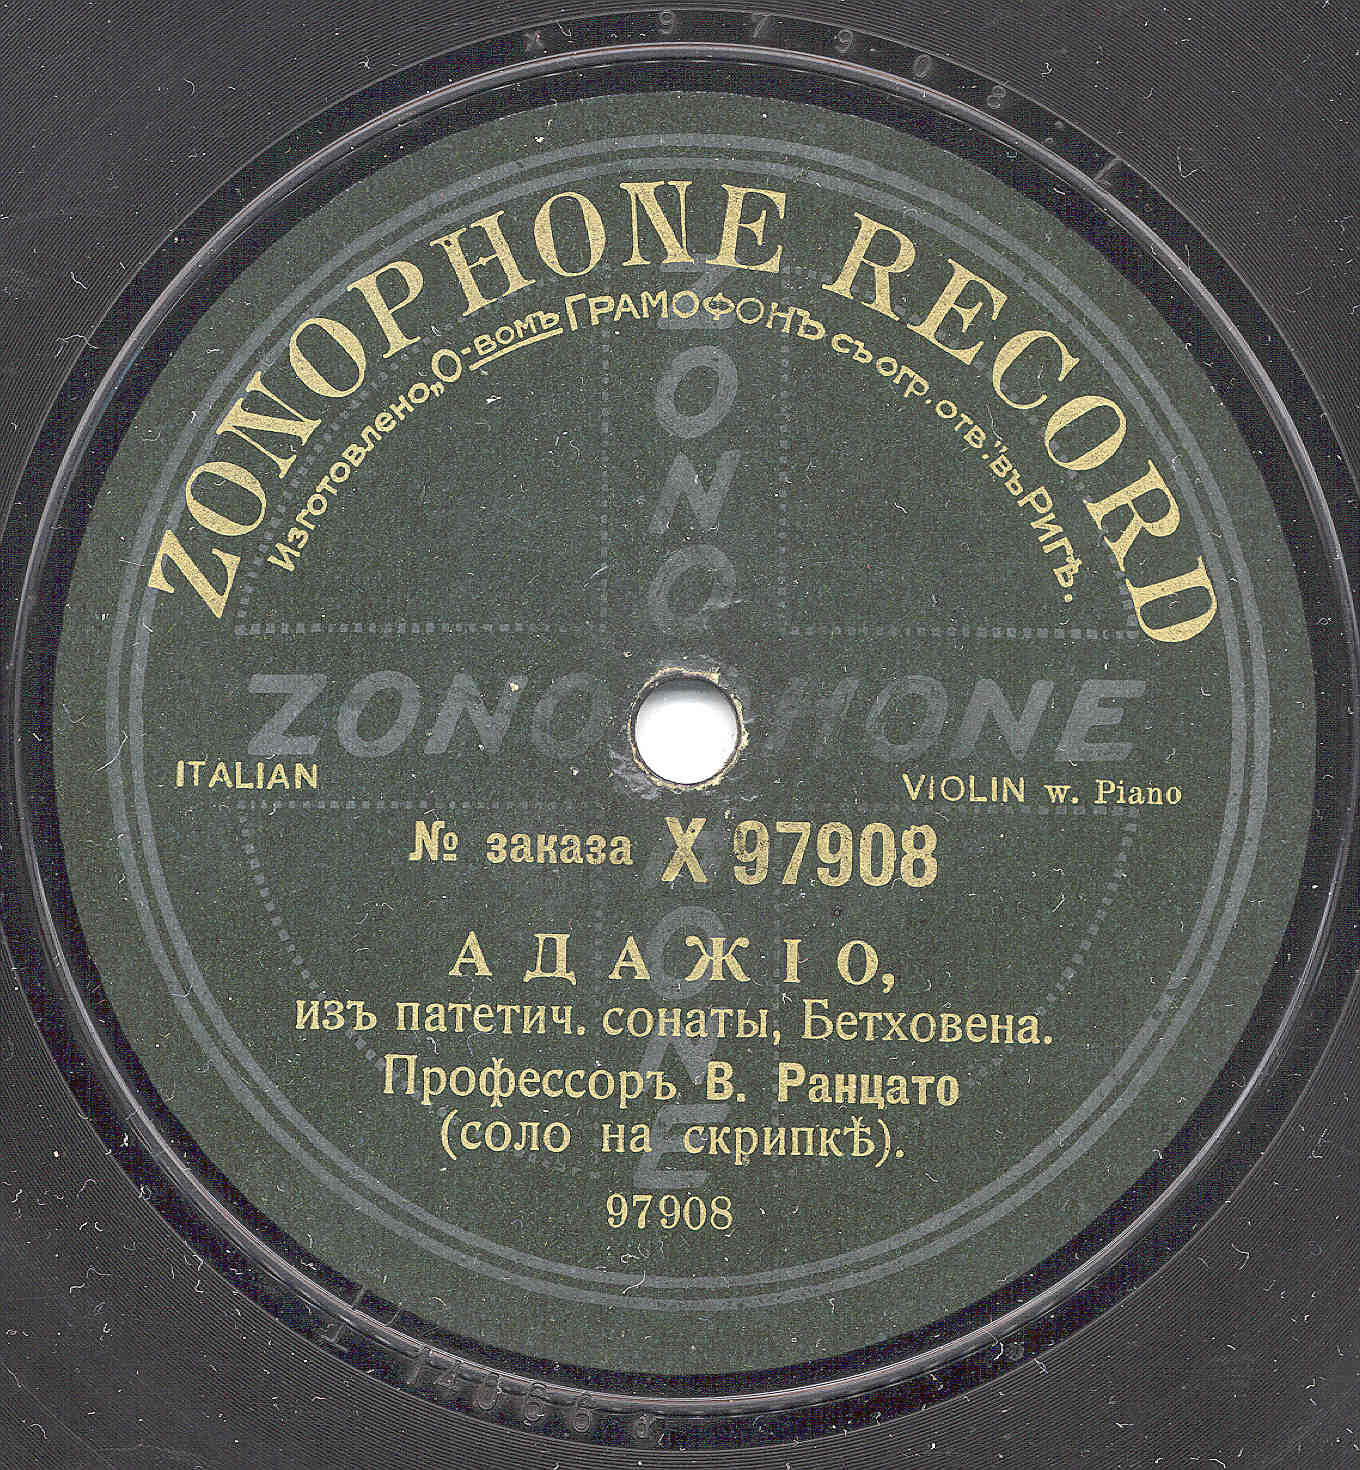 x 97908
ZONOPHONE RECORD
Изготовлено „О-вомъ ГРАМОФОНЪ съ огр. отв." въ Ригѣ.
ZONOPHONE
ZONOPHONE
ITALIAN
VIOLIN w. Piano
№ заказа X 97908
АДАЖІО,
изъ патетич. сонаты, Бетховена.
Профессоръ В. Ранцато
(соло на скрипкѣ).
97908